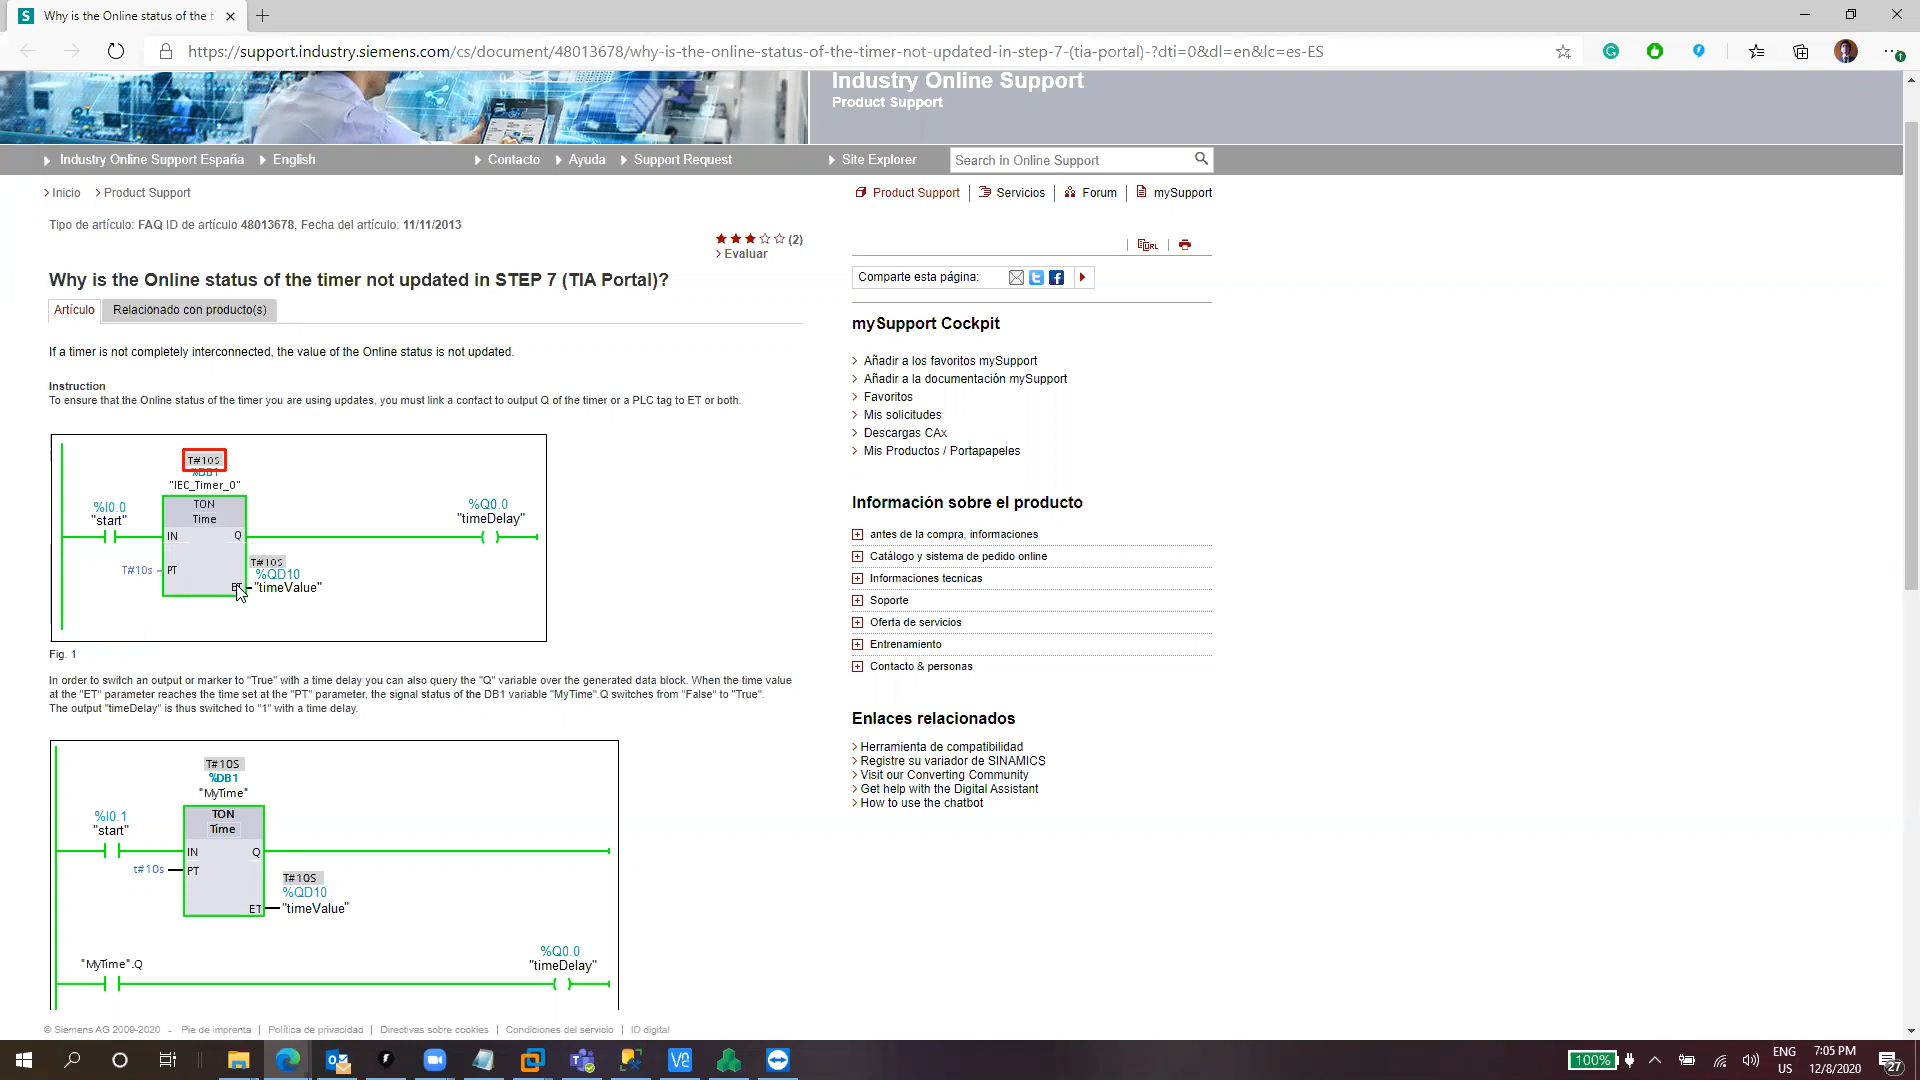 Why is the Online status of the t
https://support.industry.siemens.com/cs/document/48013678/why-is-the-online-status-of-the-timer-not-updated-in-step-7-(tia-portal)-?dti=0&dl=en&lc=es-ES
Industry Online Support
Product Support
Industry Online Support España English Contacto Ayuda Support Request Site Explorer Search in Online Support
Inicio Product Support
Product Support Servicios Forum mySupport
Tipo de artículo: FAQ ID de artículo 48013678, Fecha del artículo: 11/11/2013
(2)
Evaluar
URL
Comparte esta página:
Why is the Online status of the timer not updated in STEP 7 (TIA Portal)?
Artículo Relacionado con producto(s)
If a timer is not completely interconnected, the value of the Online status is not updated.
Instruction
To ensure that the Online status of the timer you are using updates, you must link a contact to output Q of the timer or a PLC tag to ET or both.
T#10S
%DB1
"IEC_Timer_0"
%I0.0
"start"
TON
Time
IN Q
T#10s PT
ET
T#10S
%QD10
"timeValue"
%Q0.0
"timeDelay"
Fig. 1
In order to switch an output or marker to "True" with a time delay you can also query the "Q" variable over the generated data block. When the time value
at the "ET" parameter reaches the time set at the "PT" parameter, the signal status of the DB1 variable "MyTime".Q switches from "False" to "True".
The output "timeDelay" is thus switched to "1" with a time delay.
T#10S
%DB1
"MyTime"
%I0.1
"start"
TON
Time
IN Q
t#10s PT
ET
T#10S
%QD10
"timeValue"
"MyTime".Q
%Q0.0
"timeDelay"
mySupport Cockpit
Añadir a los favoritos mySupport
Añadir a la documentación mySupport
Favoritos
Mis solicitudes
Descargas CAx
Mis Productos / Portapapeles
Información sobre el producto
antes de la compra, informaciones
Catálogo y sistema de pedido online
Informaciones tecnicas
Soporte
Oferta de servicios
Entrenamiento
Contacto & personas
Enlaces relacionados
Herramienta de compatibilidad
Registre su variador de SINAMICS
Visit our Converting Community
Get help with the Digital Assistant
How to use the chatbot
© Siemens AG 2009-2020 - Pie de imprenta | Política de privacidad | Directivas sobre cookies | Condiciones del servicio | ID digital
100% ENG
US
7:05 PM
12/8/2020
27